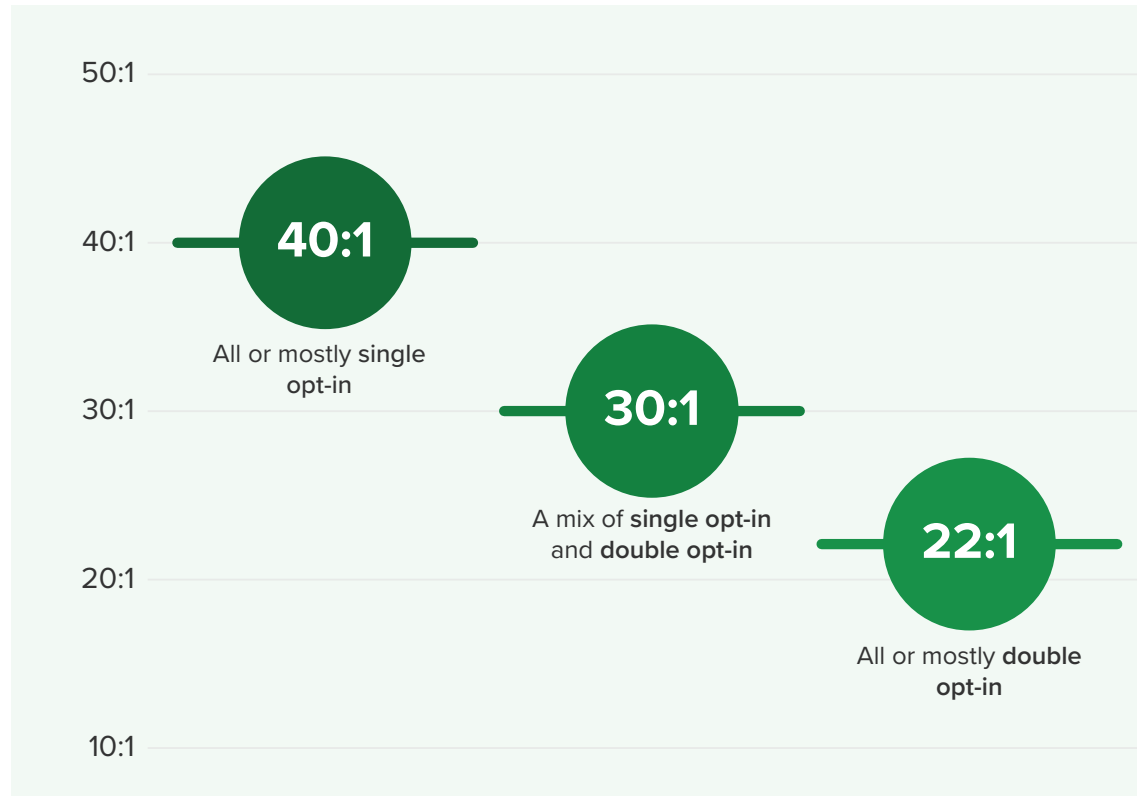 50:1
40:1
40:1
All or mostly single
opt-in
30:1
30:1
A mix of single opt-in
and double opt-in
22:1
20:1
All or mostly double
opt-in
10:1